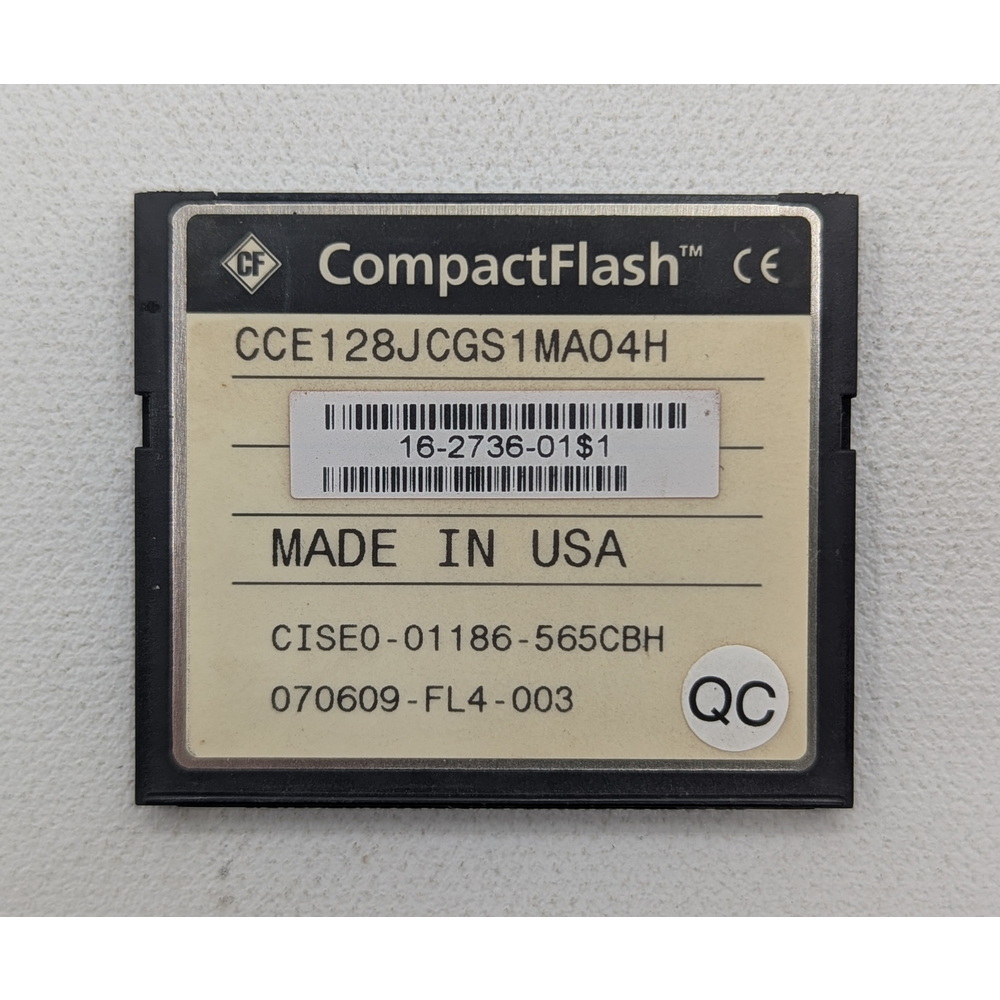 CF CompactFlash™ CE
CCE128JCGS1MA04H
16-2736-01$1
MADE IN USA
CISE0-01186-565CBH
070609-FL4-003
QC